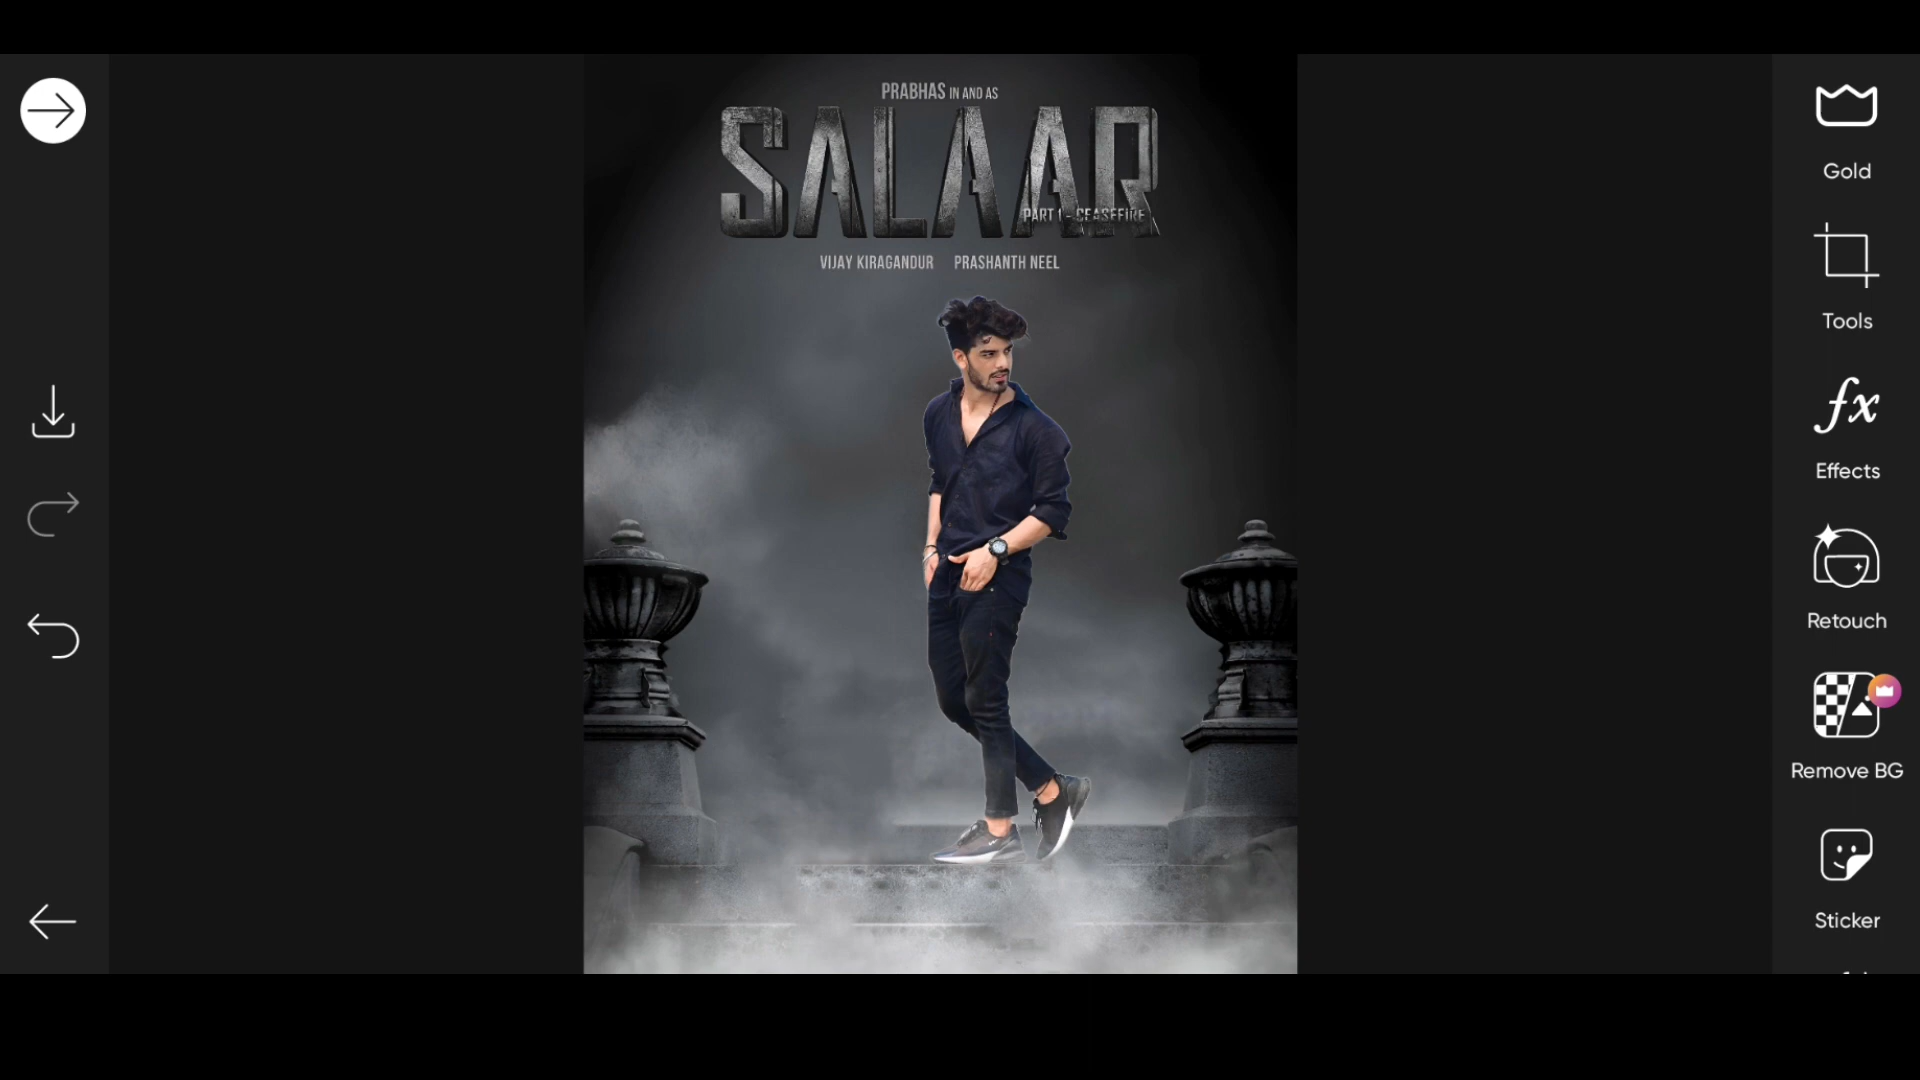 PRABHAS IN AND AS
SALAAR
PART 1 - CEASEFIRE
VIJAY KIRAGANDUR PRASHANTH NEEL
Gold
Tools
fx
Effects
Retouch
Remove BG
Sticker